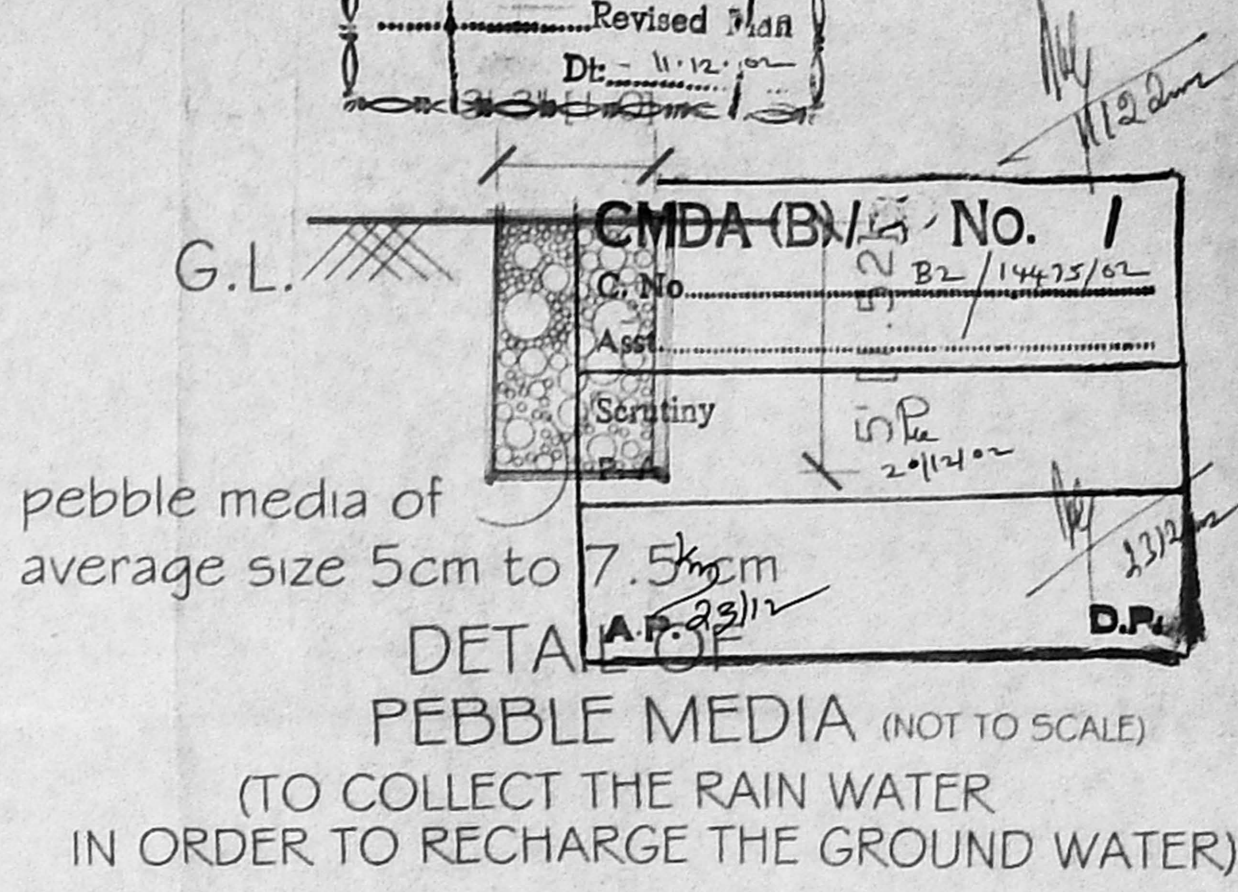 Revised Plan
Dt: - 11.12.02
CMDA (B)/ No. 1
G.L.
C. No. B2/14475/02
Asst.
Scrutiny
20/12/02
P. A.
pebble media of
average size 5cm to 7.5cm
23/12
A.P. D.P.
DETAIL OF
PEBBLE MEDIA (NOT TO SCALE)
(TO COLLECT THE RAIN WATER
IN ORDER TO RECHARGE THE GROUND WATER)